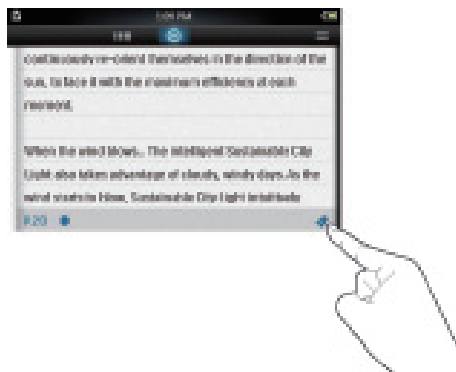 continuously re-orient themselves in the direction of the
sun, to face it with the maximum efficiency at each
moment.
When the wind blows... The intelligent Sustainable City
Light also takes advantage of cloudy, windy days. As the
wind starts to blow, Sustainable City Light intuitively